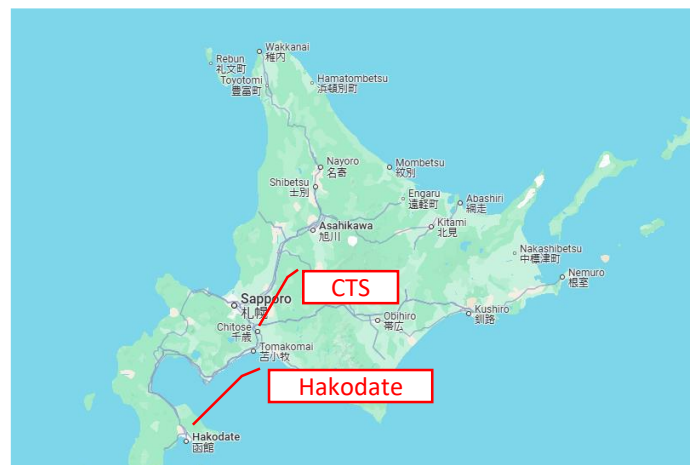 Wakkanai
稚内
Rebun
礼文町
Toyotomi
豊富町
Hamatombetsu
浜頓別町
Nayoro
名寄
Mombetsu
紋別
Shibetsu
士別
Engaru
遠軽町
Abashiri
網走
Asahikawa
旭川
Kitami
北見
Nakashibetsu
中標津町
Nemuro
根室
CTS
Sapporo
札幌
Kushiro
釧路
Obihiro
帯広
Chitose
千歳
Tomakomai
苫小牧
Hakodate
Hakodate
函館